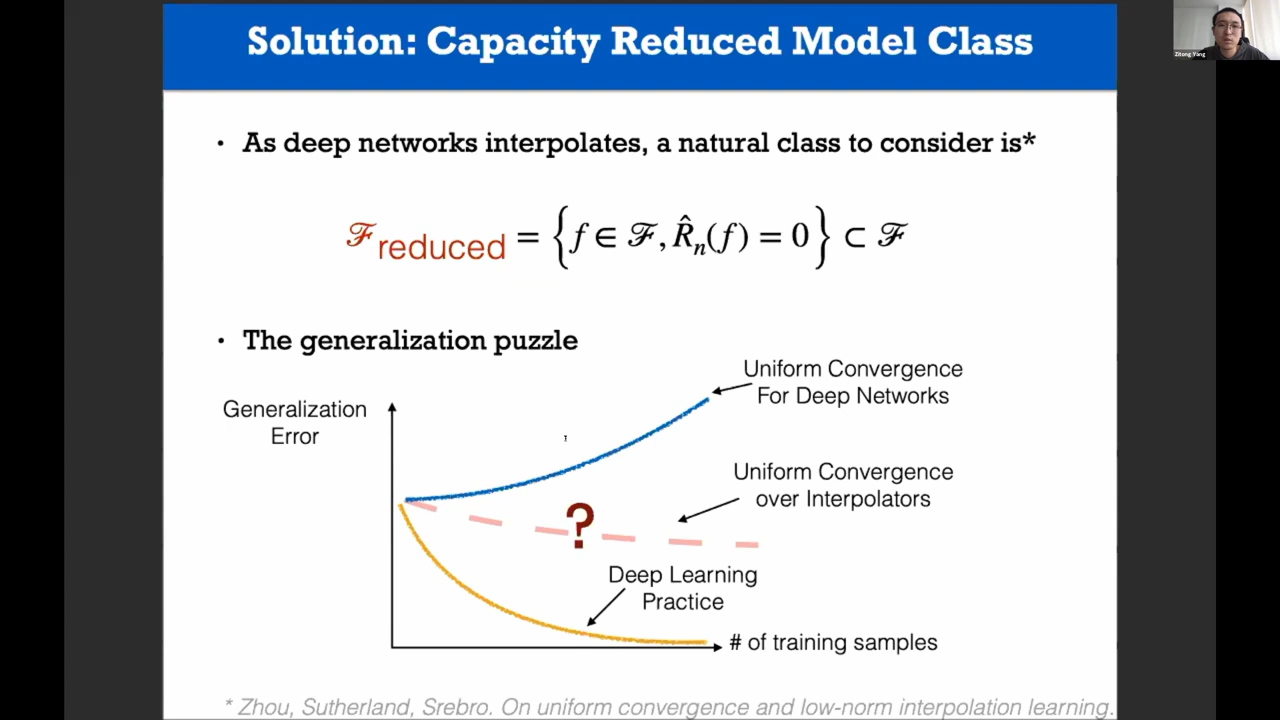 Solution: Capacity Reduced Model Class
Zitong Yang
• As deep networks interpolates, a natural class to consider is*
ℱreduced = {f ∈ ℱ, R̂n(f) = 0} ⊂ ℱ
• The generalization puzzle
Uniform Convergence
For Deep Networks
Generalization
Error
Uniform Convergence
over Interpolators
?
Deep Learning
Practice
# of training samples
* Zhou, Sutherland, Srebro. On uniform convergence and low-norm interpolation learning.